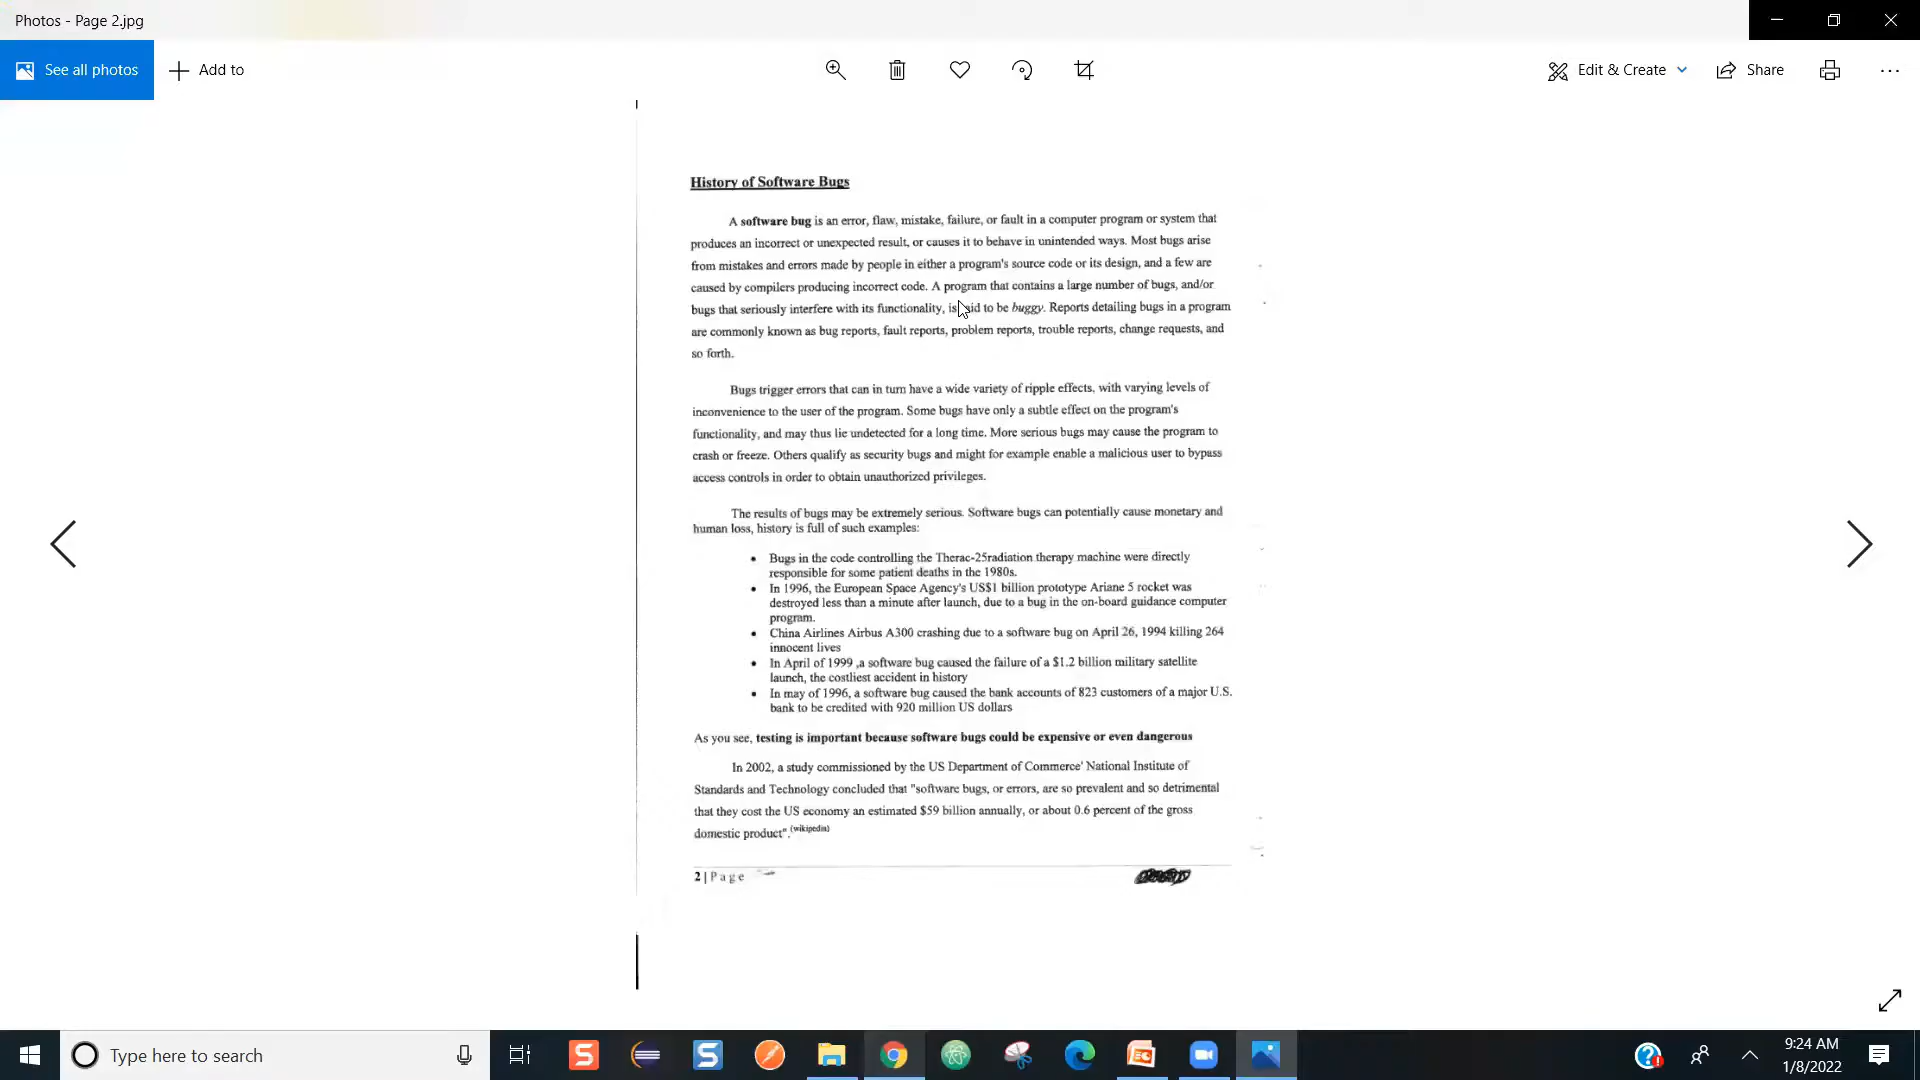 Photos - Page 2.jpg
See all photos
Add to
Edit & Create
Share
History of Software Bugs
A software bug is an error, flaw, mistake, failure, or fault in a computer program or system that
produces an incorrect or unexpected result, or causes it to behave in unintended ways. Most bugs arise
from mistakes and errors made by people in either a program's source code or its design, and a few are
caused by compilers producing incorrect code. A program that contains a large number of bugs, and/or
bugs that seriously interfere with its functionality, is said to be buggy. Reports detailing bugs in a program
are commonly known as bug reports, fault reports, problem reports, trouble reports, change requests, and
so forth.
Bugs trigger errors that can in turn have a wide variety of ripple effects, with varying levels of
inconvenience to the user of the program. Some bugs have only a subtle effect on the program's
functionality, and may thus lie undetected for a long time. More serious bugs may cause the program to
crash or freeze. Others qualify as security bugs and might for example enable a malicious user to bypass
access controls in order to obtain unauthorized privileges.
The results of bugs may be extremely serious. Software bugs can potentially cause monetary and
human loss, history is full of such examples:
• Bugs in the code controlling the Therac-25radiation therapy machine were directly
responsible for some patient deaths in the 1980s.
• In 1996, the European Space Agency's US$1 billion prototype Ariane 5 rocket was
destroyed less than a minute after launch, due to a bug in the on-board guidance computer
program.
• China Airlines Airbus A300 crashing due to a software bug on April 26, 1994 killing 264
innocent lives
• In April of 1999 ,a software bug caused the failure of a $1.2 billion military satellite
launch, the costliest accident in history
• In may of 1996, a software bug caused the bank accounts of 823 customers of a major U.S.
bank to be credited with 920 million US dollars
As you see, testing is important because software bugs could be expensive or even dangerous
In 2002, a study commissioned by the US Department of Commerce' National Institute of
Standards and Technology concluded that "software bugs, or errors, are so prevalent and so detrimental
that they cost the US economy an estimated $59 billion annually, or about 0.6 percent of the gross
domestic product".(wikipedia)
2 | Page
Type here to search
9:24 AM
1/8/2022